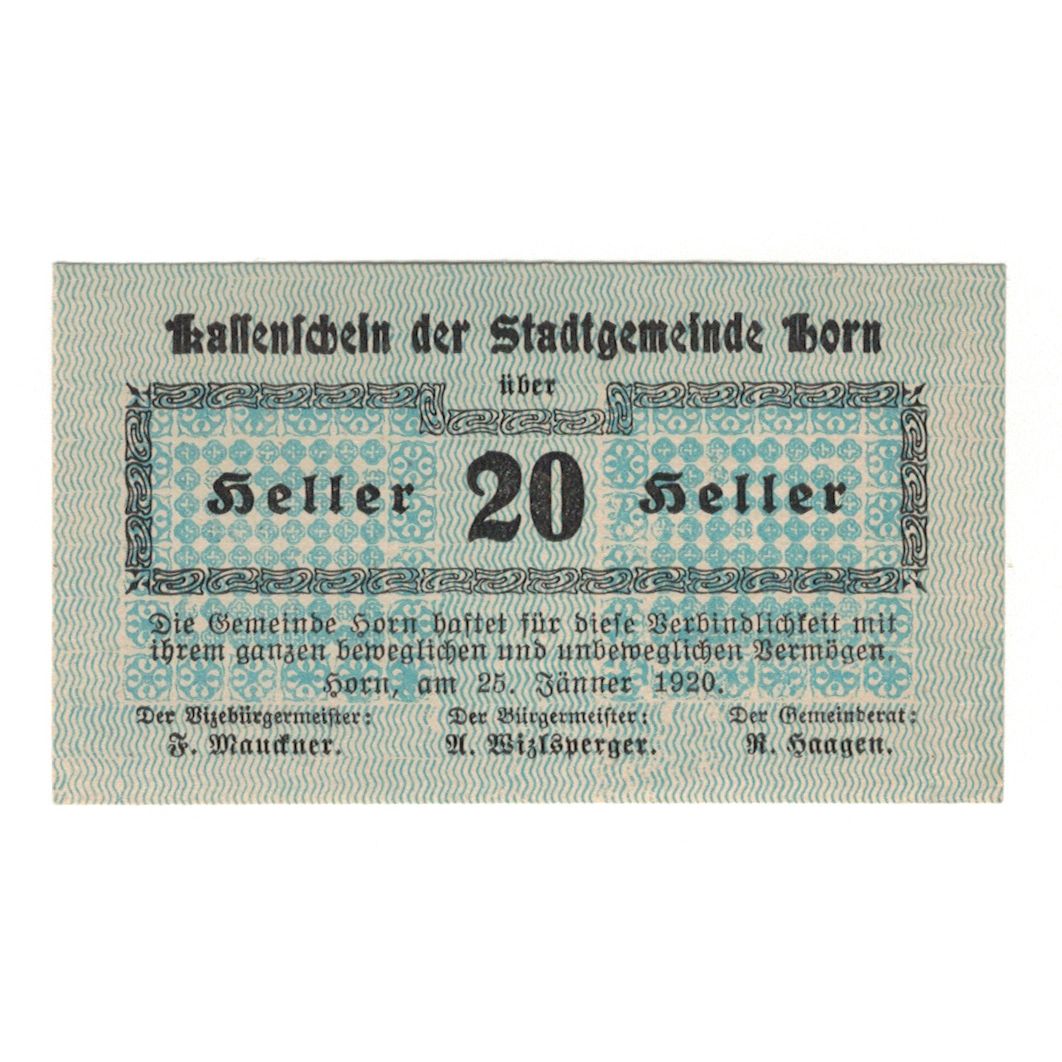 Kassenschein der Stadtgemeinde Horn
über
Heller 20 Heller
Die Gemeinde Horn haftet für diese Verbindlichkeit mit
ihrem ganzen beweglichen und unbeweglichen Vermögen.
Horn, am 25. Jänner 1920.
Der Vizebürgermeister: Der Bürgermeister: Der Gemeinderat:
F. Mauckner. A. Wizlsperger. R. Haagen.